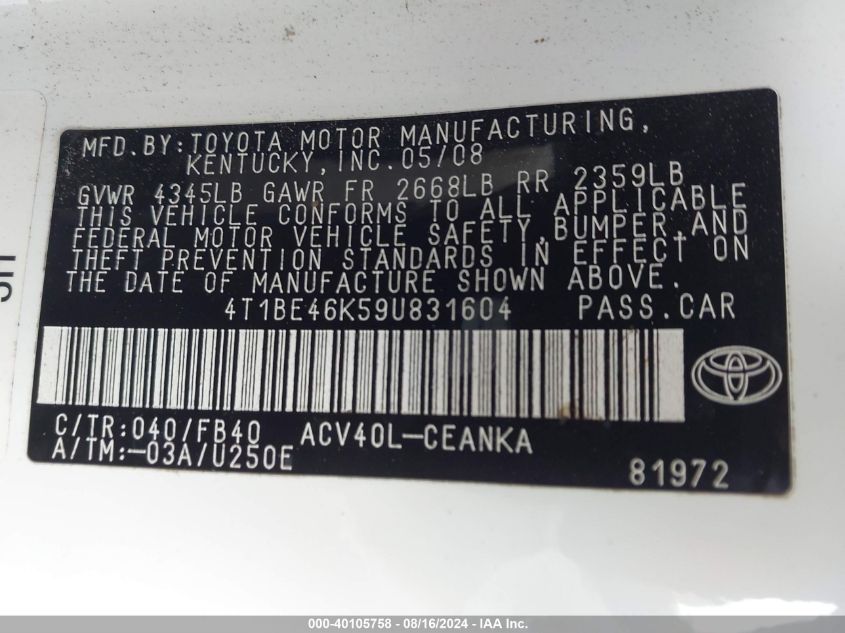 MFD. BY: TOYOTA MOTOR MANUFACTURING,
KENTUCKY, INC. 05/08
GVWR 4345LB GAWR FR 2668LB RR 2359LB
THIS VEHICLE CONFORMS TO ALL APPLICABLE
FEDERAL MOTOR VEHICLE SAFETY, BUMPER, AND
THEFT PREVENTION STANDARDS IN EFFECT ON
THE DATE OF MANUFACTURE SHOWN ABOVE.
4T1BE46K59U831604 PASS. CAR
C/TR: 040/FB40 ACV40L-CEANKA
A/TM: -03A/U250E
81972
000-40105758 - 08/16/2024 - IAA Inc.